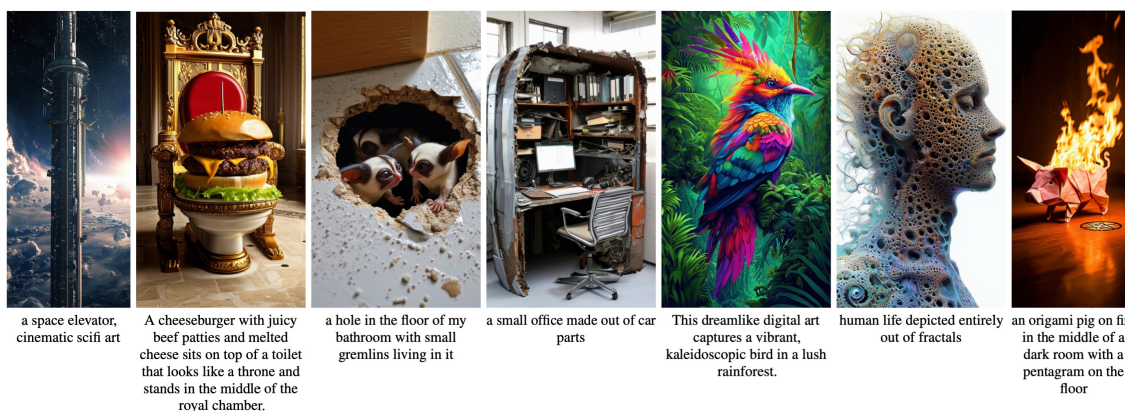 a space elevator,
cinematic scifi art
A cheeseburger with juicy
beef patties and melted
cheese sits on top of a toilet
that looks like a throne and
stands in the middle of the
royal chamber.
a hole in the floor of my
bathroom with small
gremlins living in it
a small office made out of car
parts
This dreamlike digital art
captures a vibrant,
kaleidoscopic bird in a lush
rainforest.
human life depicted entirely
out of fractals
an origami pig on
in the middle of a
dark room with a
pentagram on the
floor